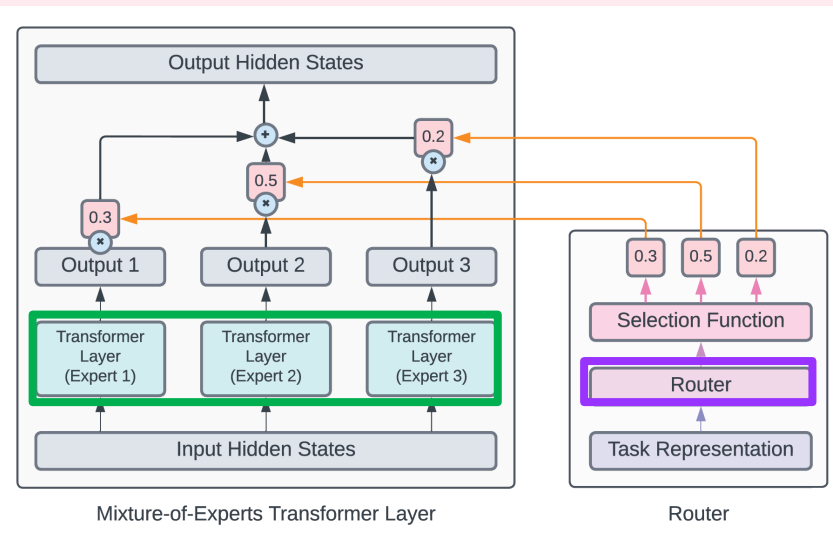 Output Hidden States
+
0.2
×
0.5
×
0.3
×
Output 1
Output 2
Output 3
0.3
0.5
0.2
Selection Function
Transformer
Layer
(Expert 1)
Transformer
Layer
(Expert 2)
Transformer
Layer
(Expert 3)
Router
Input Hidden States
Task Representation
Mixture-of-Experts Transformer Layer
Router